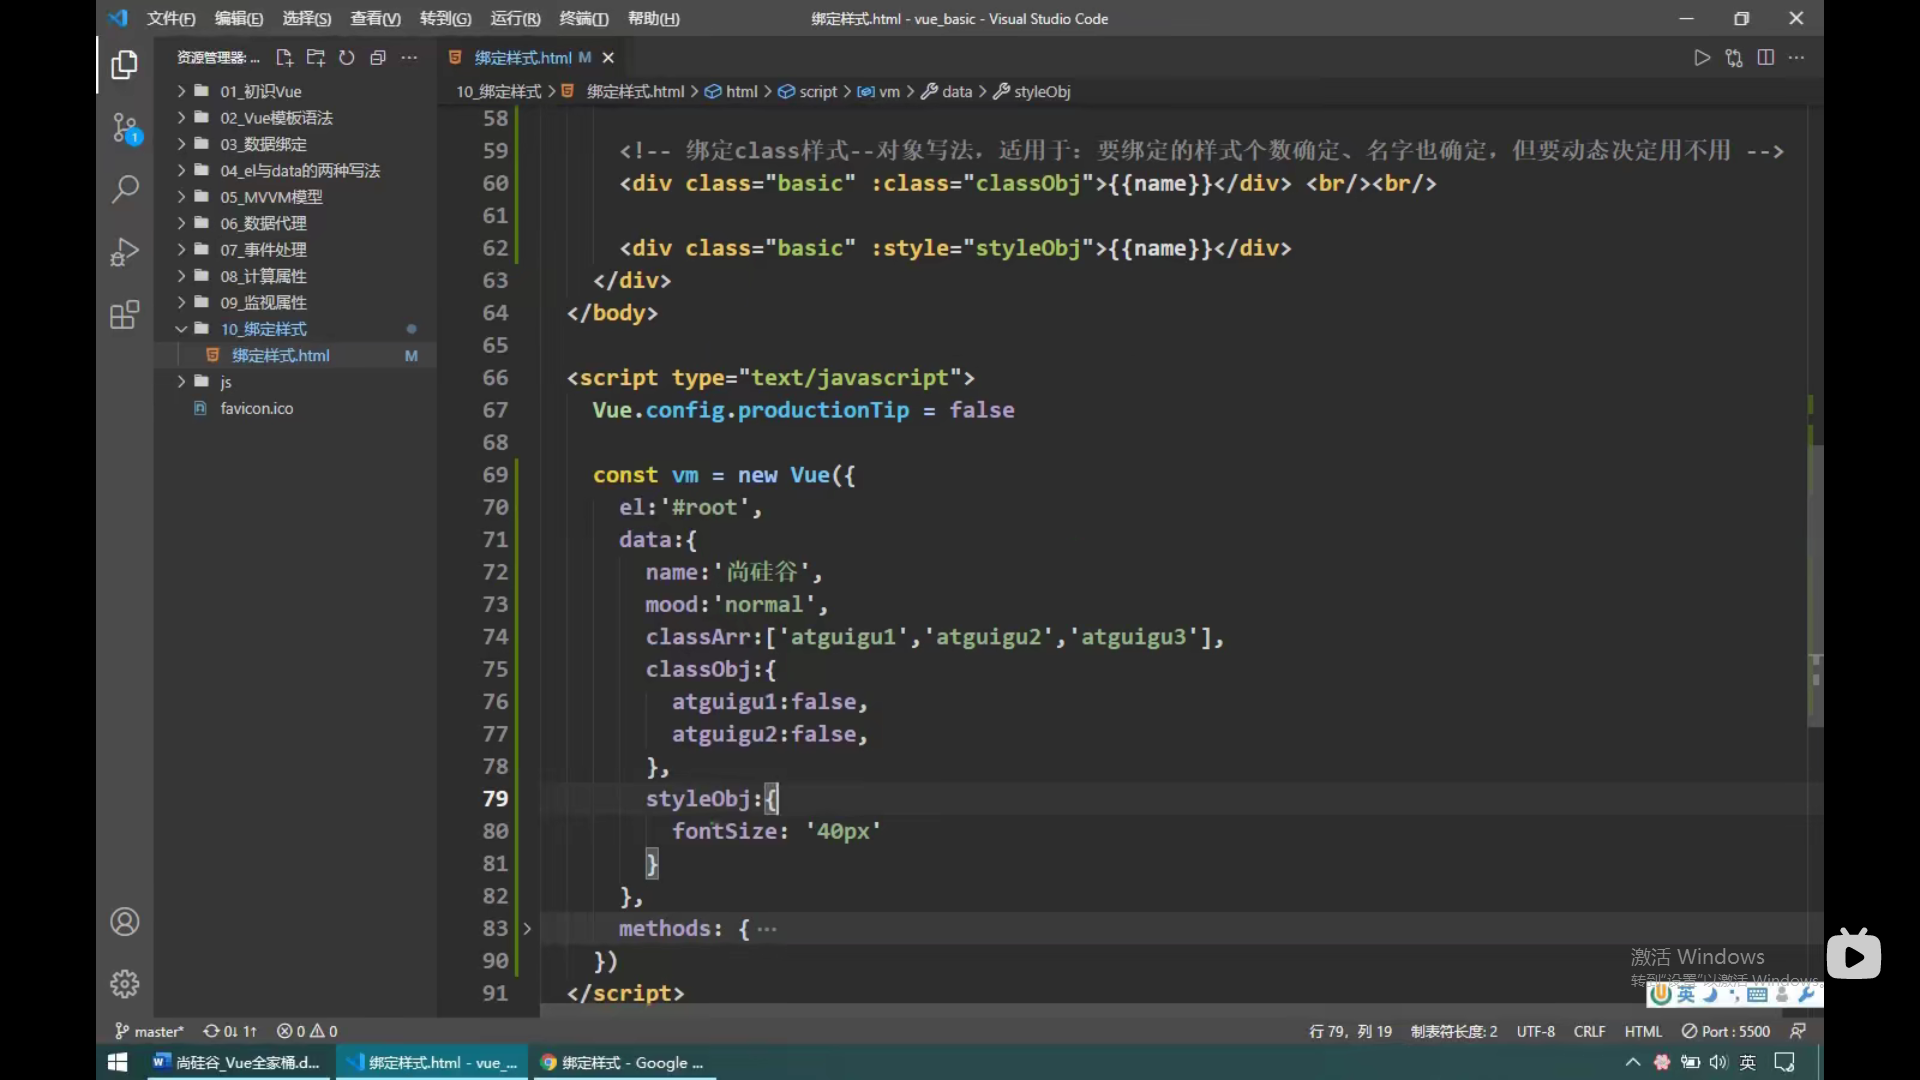 文件(F) 编辑(E) 选择(S) 查看(V) 转到(G) 运行(R) 终端(T) 帮助(H) 绑定样式.html - vue_basic - Visual Studio Code
资源管理器: ...
绑定样式.html M
10_绑定样式 > 绑定样式.html > html > script > vm > data > styleObj
01_初识Vue
02_Vue模板语法
03_数据绑定
04_el与data的两种写法
05_MVVM模型
06_数据代理
07_事件处理
08_计算属性
09_监视属性
10_绑定样式
绑定样式.html M
js
favicon.ico
1
58
59 <!-- 绑定class样式--对象写法，适用于：要绑定的样式个数确定、名字也确定，但要动态决定用不用 -->
60 <div class="basic" :class="classObj">{{name}}</div> <br/><br/>
61
62 <div class="basic" :style="styleObj">{{name}}</div>
63 </div>
64 </body>
65
66 <script type="text/javascript">
67 Vue.config.productionTip = false
68
69 const vm = new Vue({
70 el:'#root',
71 data:{
72 name:'尚硅谷',
73 mood:'normal',
74 classArr:['atguigu1','atguigu2','atguigu3'],
75 classObj:{
76 atguigu1:false,
77 atguigu2:false,
78 },
79 styleObj:{
80 fontSize: '40px'
81 }
82 },
83 methods: { ···
90 })
91 </script>
激活 Windows
转到"设置"以激活 Windows。
英
master* 0↓ 1↑ 0 0 行 79，列 19 制表符长度: 2 UTF-8 CRLF HTML Port : 5500
尚硅谷_Vue全家桶.d... 绑定样式.html - vue_... 绑定样式 - Google ... 英